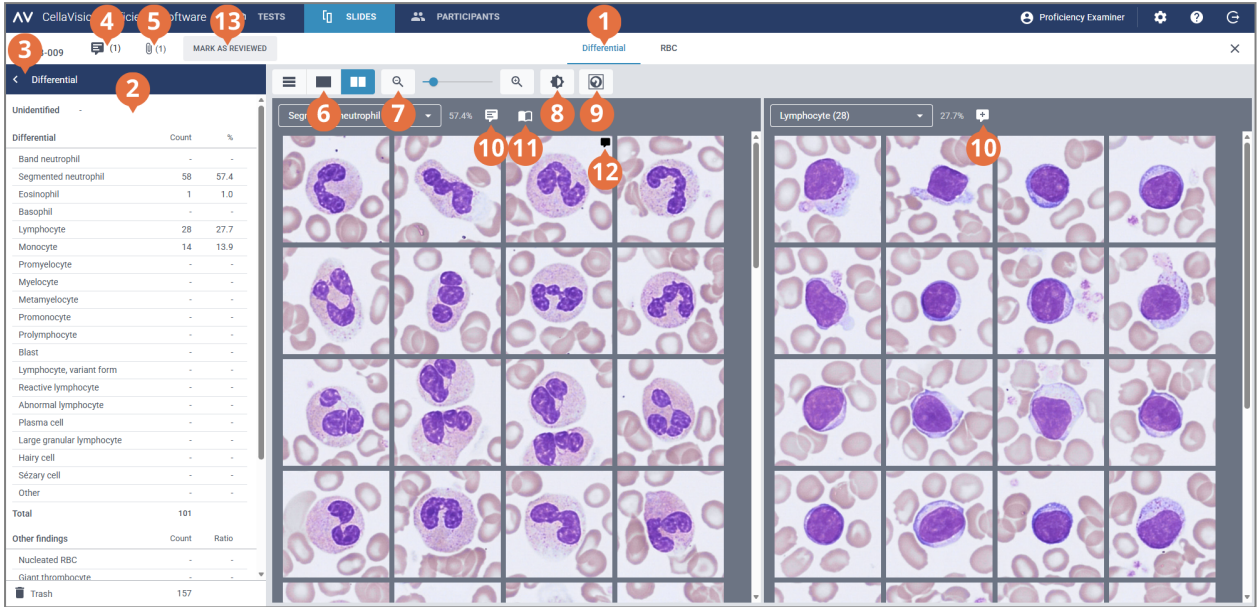 CellaVision
TESTS
SLIDES
PARTICIPANTS
Proficiency Examiner
4
5
13
1
3
-009
(1)
(1)
MARK AS REVIEWED
Differential
RBC
Differential
2
6
7
8
9
Unidentified -
57.4%
Lymphocyte (28)
27.7%
10
11
12
10
Differential Count %
Band neutrophil - -
Segmented neutrophil 58 57.4
Eosinophil 1 1.0
Basophil - -
Lymphocyte 28 27.7
Monocyte 14 13.9
Promyelocyte - -
Myelocyte - -
Metamyelocyte - -
Promonocyte - -
Prolymphocyte - -
Blast - -
Lymphocyte, variant form - -
Reactive lymphocyte - -
Abnormal lymphocyte - -
Plasma cell - -
Large granular lymphocyte - -
Hairy cell - -
Sézary cell - -
Other - -
Total 101
Other findings Count Ratio
Nucleated RBC - -
Giant thrombocyte - -
Trash 157